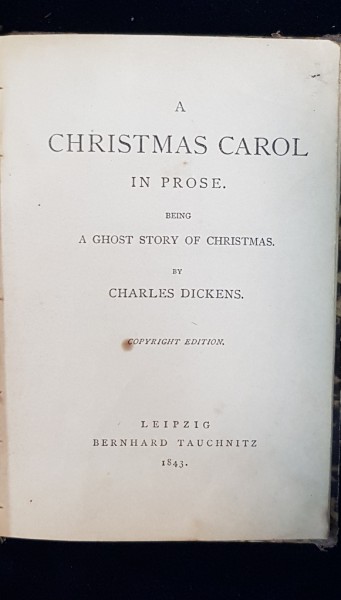 A
CHRISTMAS CAROL
IN PROSE.
BEING
A GHOST STORY OF CHRISTMAS.
BY
CHARLES DICKENS.
COPYRIGHT EDITION.
LEIPZIG
BERNHARD TAUCHNITZ
1843.